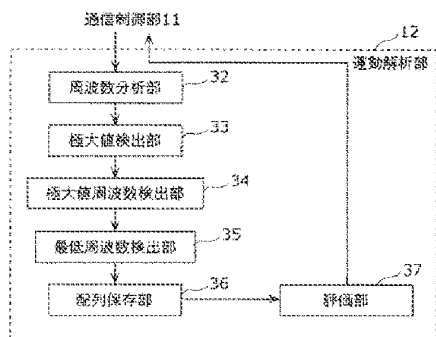 通信制御部11
12
運動解析部
周波数分析部
32
極大値検出部
33
極大値周波数検出部
34
最低周波数検出部
35
配列保存部
36
評価部
37